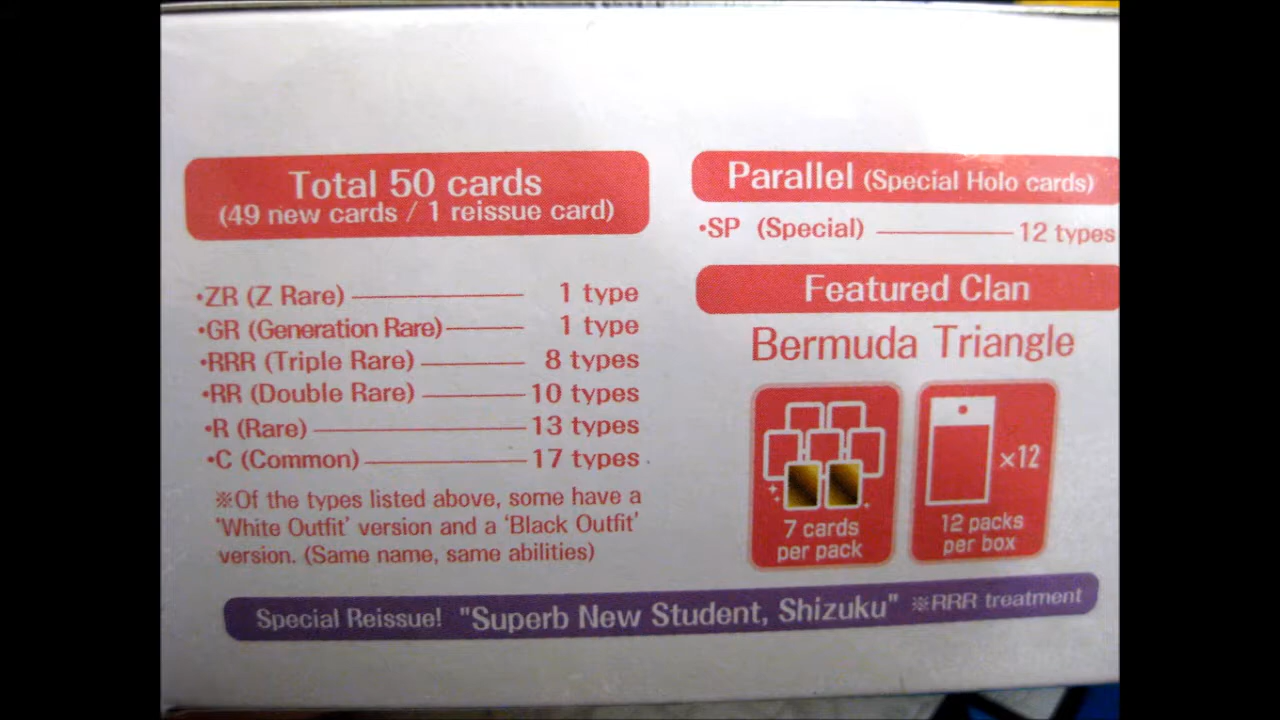 Total 50 cards
(49 new cards / 1 reissue card)
•ZR (Z Rare) 1 type
•GR (Generation Rare) 1 type
•RRR (Triple Rare) 8 types
•RR (Double Rare) 10 types
•R (Rare) 13 types
•C (Common) 17 types
※Of the types listed above, some have a
'White Outfit' version and a 'Black Outfit'
version. (Same name, same abilities)
Parallel (Special Holo cards)
•SP (Special) 12 types
Featured Clan
Bermuda Triangle
7 cards
per pack
×12
12 packs
per box
Special Reissue! "Superb New Student, Shizuku" ※RRR treatment